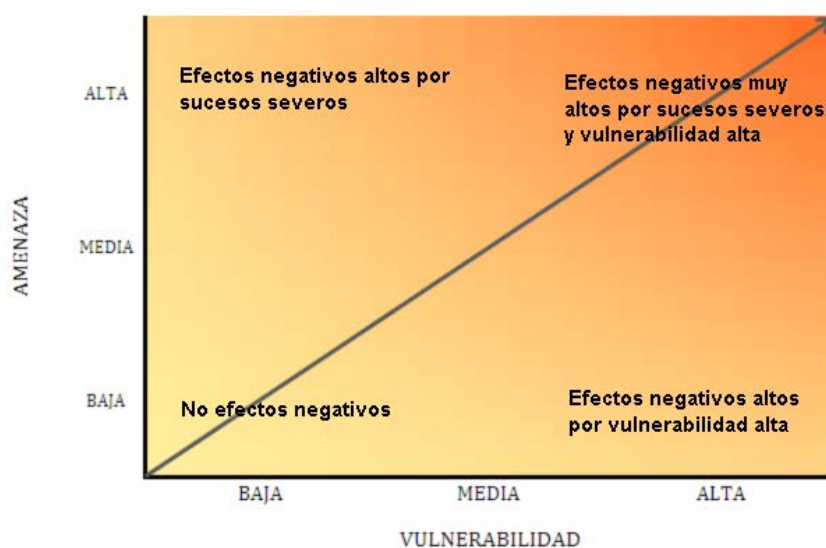 Efectos negativos altos por
sucesos severos
Efectos negativos muy
altos por sucesos severos
y vulnerabilidad alta
ALTA
AMENAZA
MEDIA
BAJA
No efectos negativos
Efectos negativos altos
por vulnerabilidad alta
BAJA
MEDIA
ALTA
VULNERABILIDAD